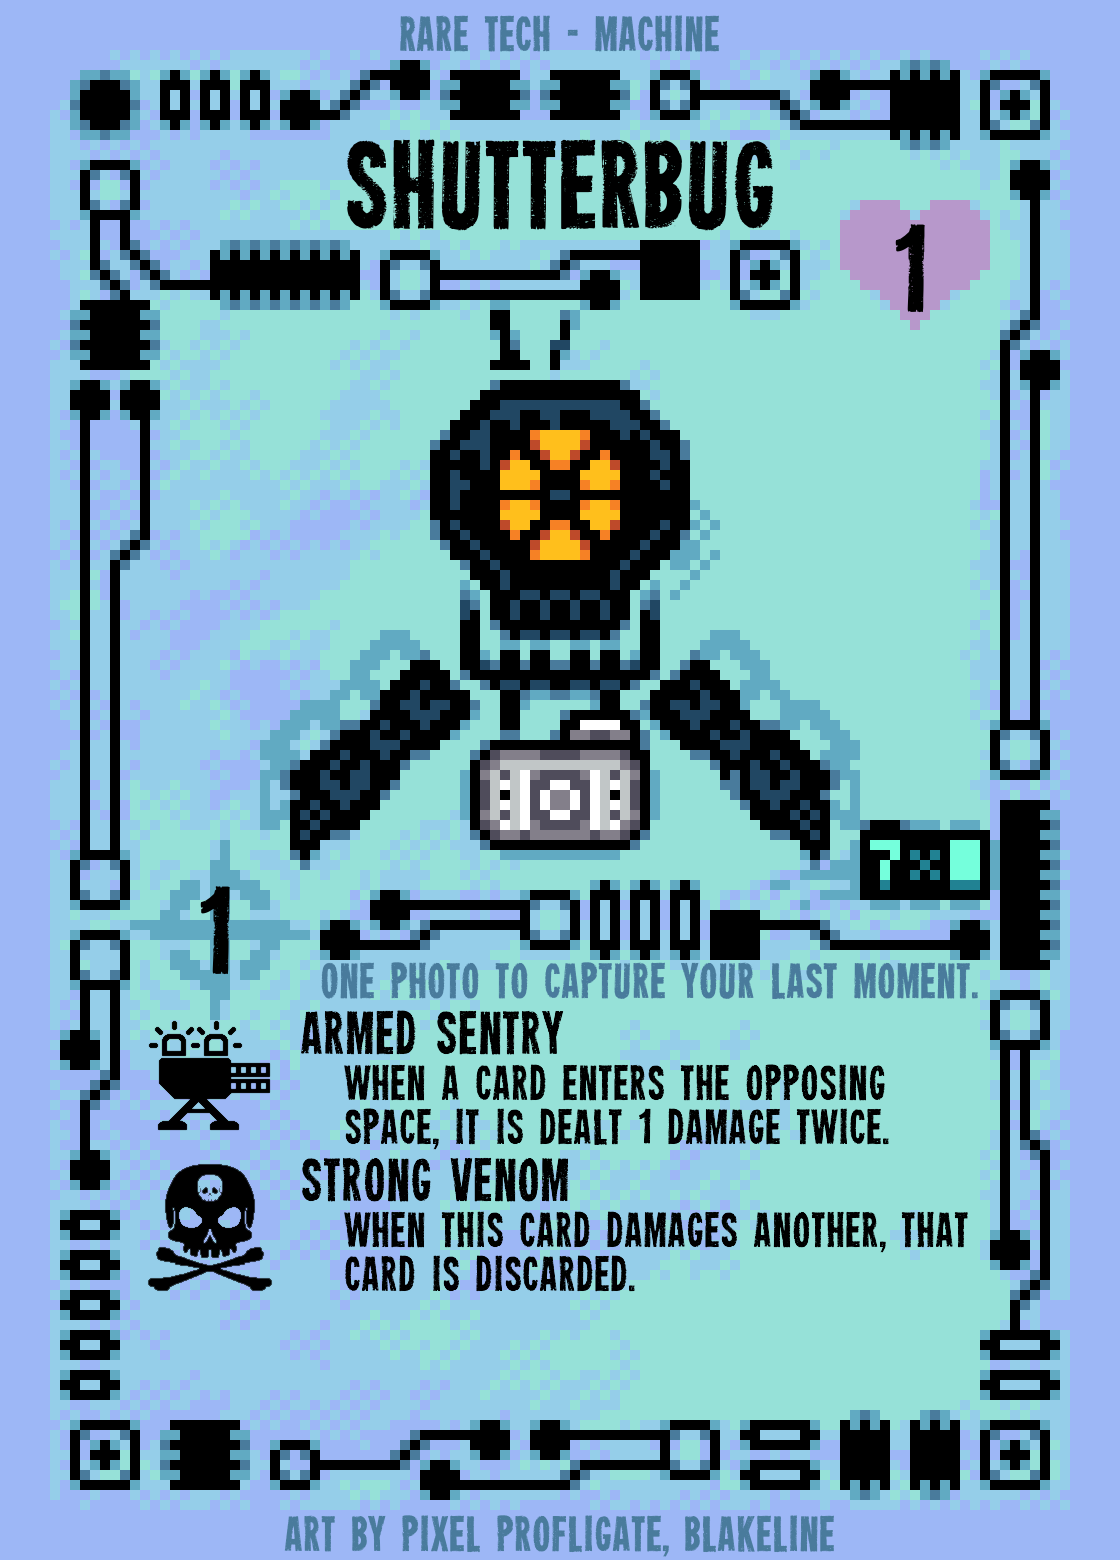 RARE TECH - MACHINE
SHUTTERBUG
1
7X
1
ONE PHOTO TO CAPTURE YOUR LAST MOMENT.
ARMED SENTRY
WHEN A CARD ENTERS THE OPPOSING
SPACE, IT IS DEALT 1 DAMAGE TWICE.
STRONG VENOM
WHEN THIS CARD DAMAGES ANOTHER, THAT
CARD IS DISCARDED.
ART BY PIXEL PROFLIGATE, BLAKELINE